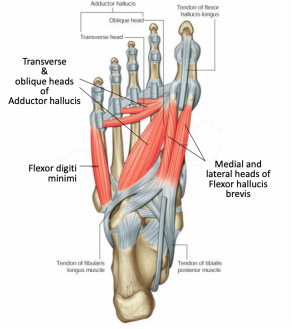 Adductor hallucis
Oblique head
Transverse head
Tendon of flexor
hallucis longus
Transverse
&
oblique heads
of
Adductor hallucis
Flexor digiti
minimi
Medial and
lateral heads of
Flexor hallucis
brevis
Tendon of fibularis
longus muscle
Tendon of tibialis
posterior muscle